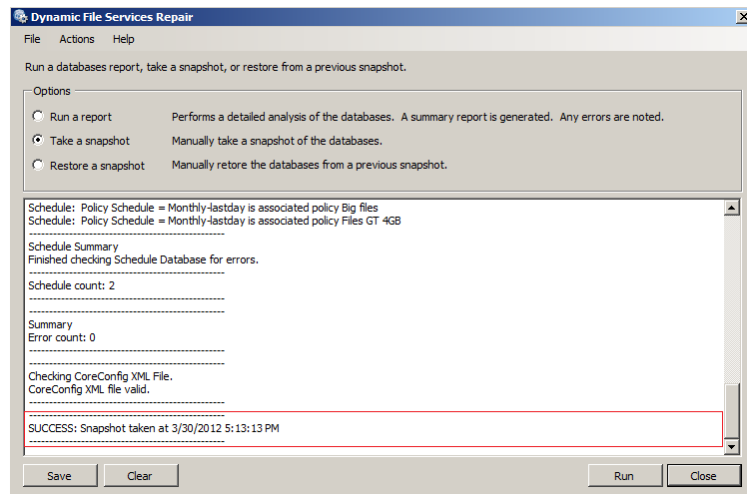 Dynamic File Services Repair
File Actions Help
Run a databases report, take a snapshot, or restore from a previous snapshot.
Options
Run a report Performs a detailed analysis of the databases. A summary report is generated. Any errors are noted.
Take a snapshot Manually take a snapshot of the databases.
Restore a snapshot Manually retore the databases from a previous snapshot.
Schedule: Policy Schedule = Monthly-lastday is associated policy Big files
Schedule: Policy Schedule = Monthly-lastday is associated policy Files GT 4GB
------------------------------------------------
Schedule Summary
Finished checking Schedule Database for errors.
------------------------------------------------
Schedule count: 2
------------------------------------------------
------------------------------------------------
Summary
Error count: 0
------------------------------------------------
------------------------------------------------
Checking CoreConfig XML File.
CoreConfig XML file valid.
------------------------------------------------
------------------------------------------------
SUCCESS: Snapshot taken at 3/30/2012 5:13:13 PM
------------------------------------------------
Save Clear Run Close